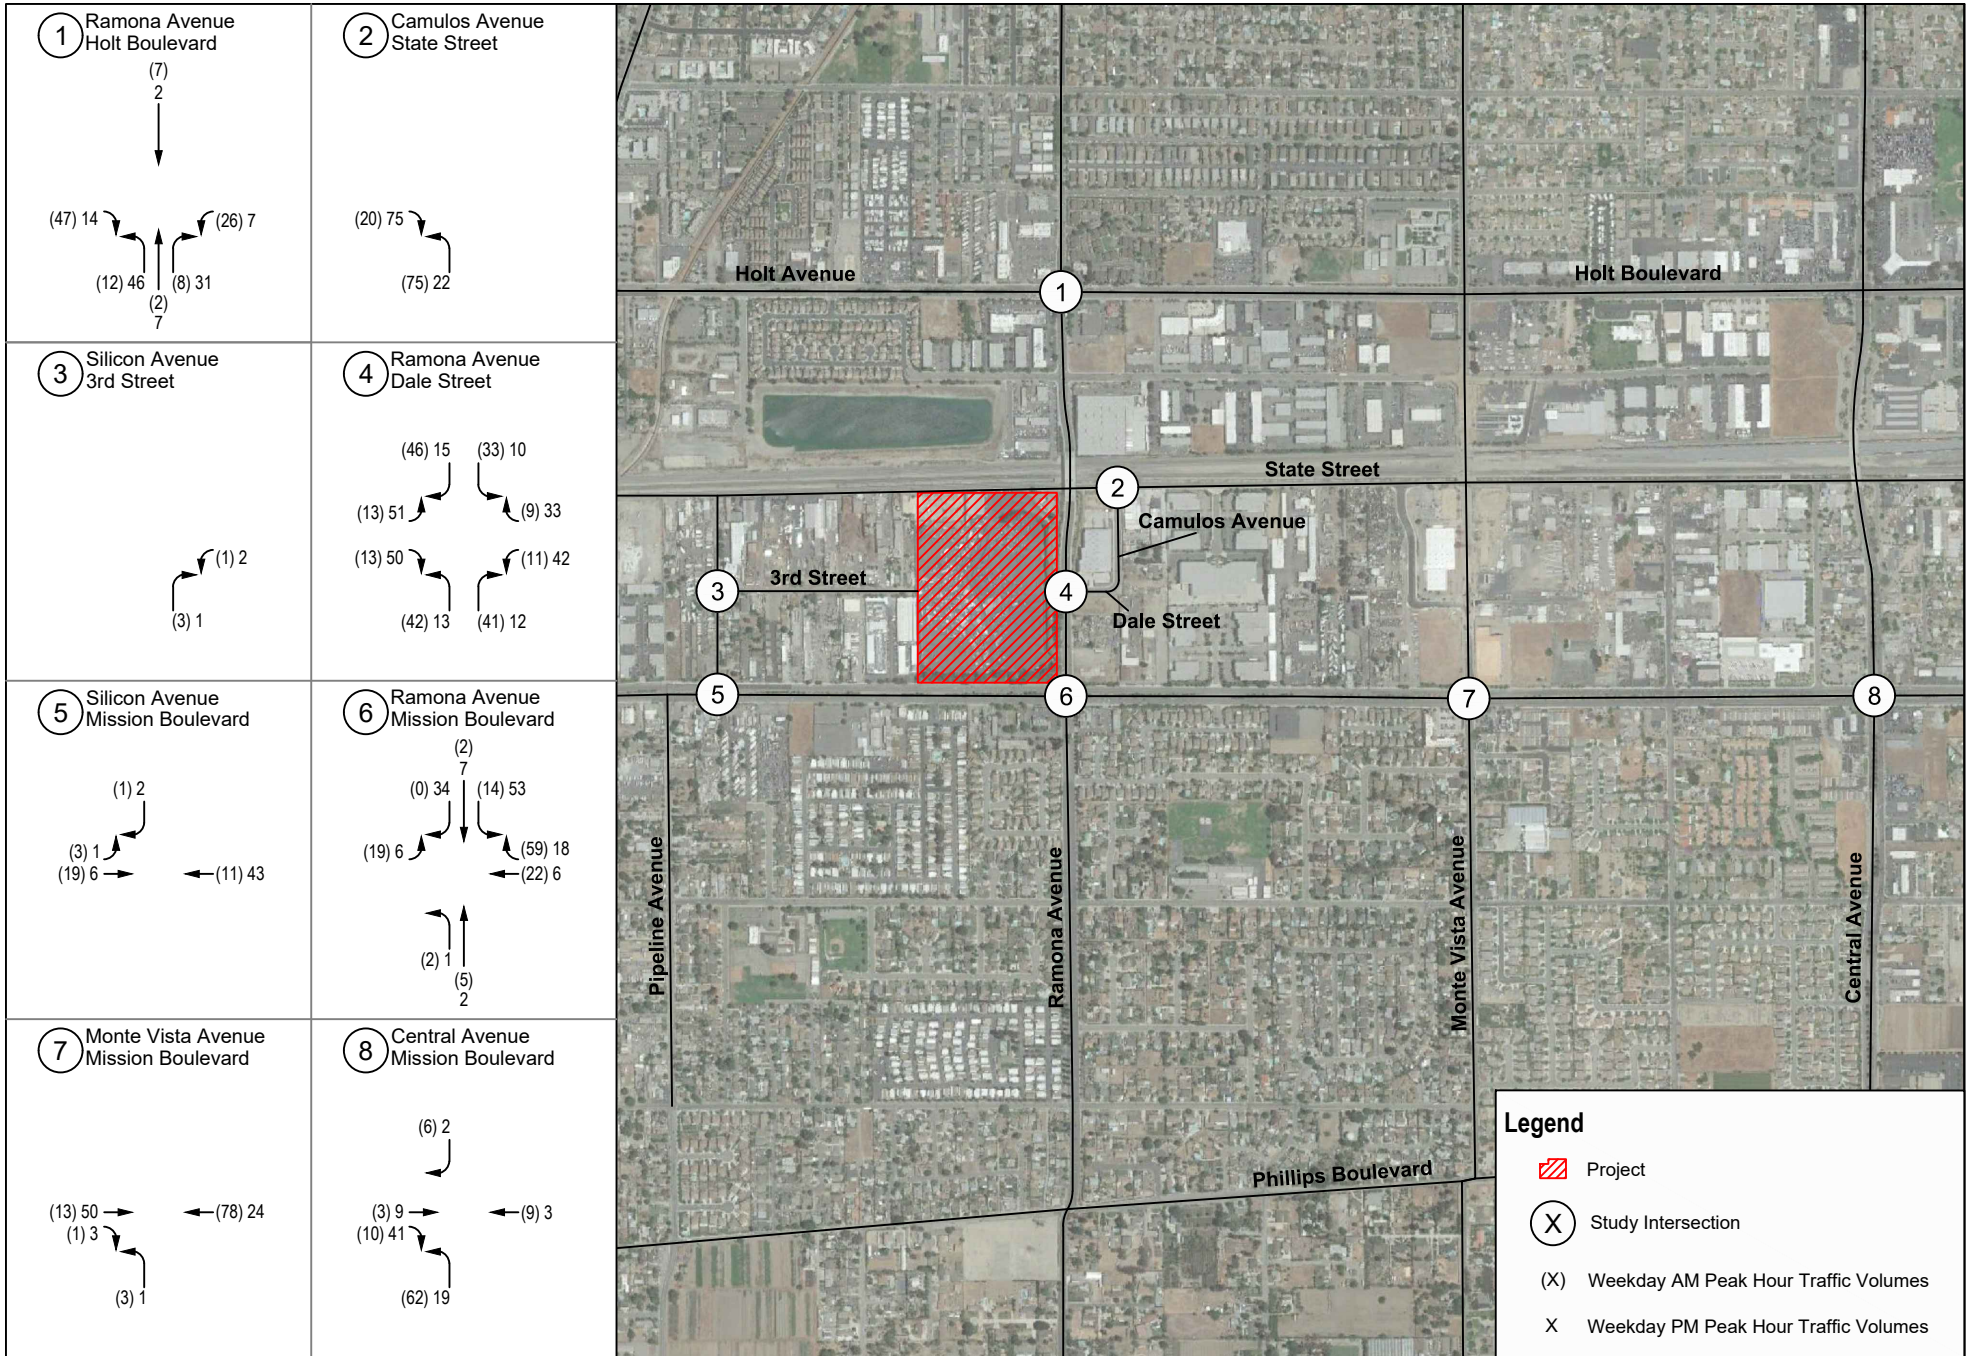 1
Ramona Avenue
Holt Boulevard
(7)
2
(47) 14
(26) 7
(12) 46
(8) 31
(2)
7
2
Camulos Avenue
State Street
(20) 75
(75) 22
3
Silicon Avenue
3rd Street
(1) 2
(3) 1
4
Ramona Avenue
Dale Street
(46) 15
(33) 10
(13) 51
(9) 33
(13) 50
(11) 42
(42) 13
(41) 12
5
Silicon Avenue
Mission Boulevard
(1) 2
(3) 1
(19) 6
(11) 43
6
Ramona Avenue
Mission Boulevard
(2)
7
(0) 34
(14) 53
(19) 6
(59) 18
(22) 6
(2) 1
(5)
2
7
Monte Vista Avenue
Mission Boulevard
(13) 50
(78) 24
(1) 3
(3) 1
8
Central Avenue
Mission Boulevard
(6) 2
(3) 9
(9) 3
(10) 41
(62) 19
Holt Avenue
1
Holt Boulevard
State Street
2
Camulos Avenue
3
3rd Street
4
Dale Street
5
6
7
8
Pipeline Avenue
Ramona Avenue
Monte Vista Avenue
Central Avenue
Phillips Boulevard
Legend
Project
X Study Intersection
(X) Weekday AM Peak Hour Traffic Volumes
X Weekday PM Peak Hour Traffic Volumes